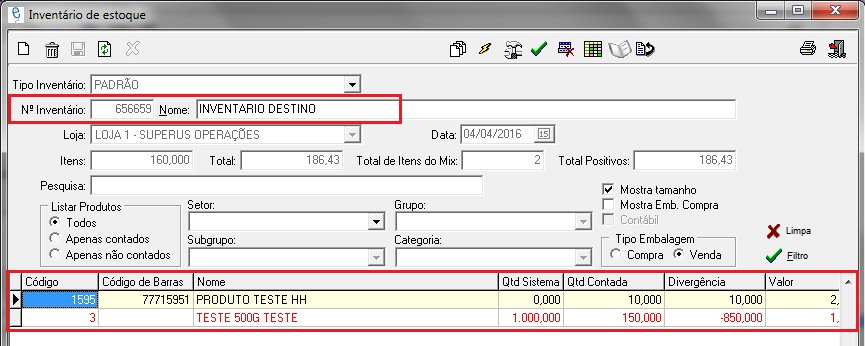 Inventário de estoque
Tipo Inventário: PADRÃO
Nº Inventário: 656659 Nome: INVENTARIO DESTINO
Loja: LOJA 1 - SUPERUS OPERAÇÕES Data: 04/04/2016 15
Itens: 160,000 Total: 186,43 Total de Itens do Mix: 2 Total Positivos: 186,43
Pesquisa:
Mostra tamanho
Mostra Emb. Compra
Contábil
Listar Produtos
Todos
Apenas contados
Apenas não contados
Setor: Grupo:
Subgrupo: Categoria:
Tipo Embalagem
Compra Venda
Limpa
Filtro
Código Código de Barras Nome Qtd Sistema Qtd Contada Divergência Valor
1595 77715951 PRODUTO TESTE HH 0,000 10,000 10,000 2,
3 TESTE 500G TESTE 1.000,000 150,000 -850,000 1,